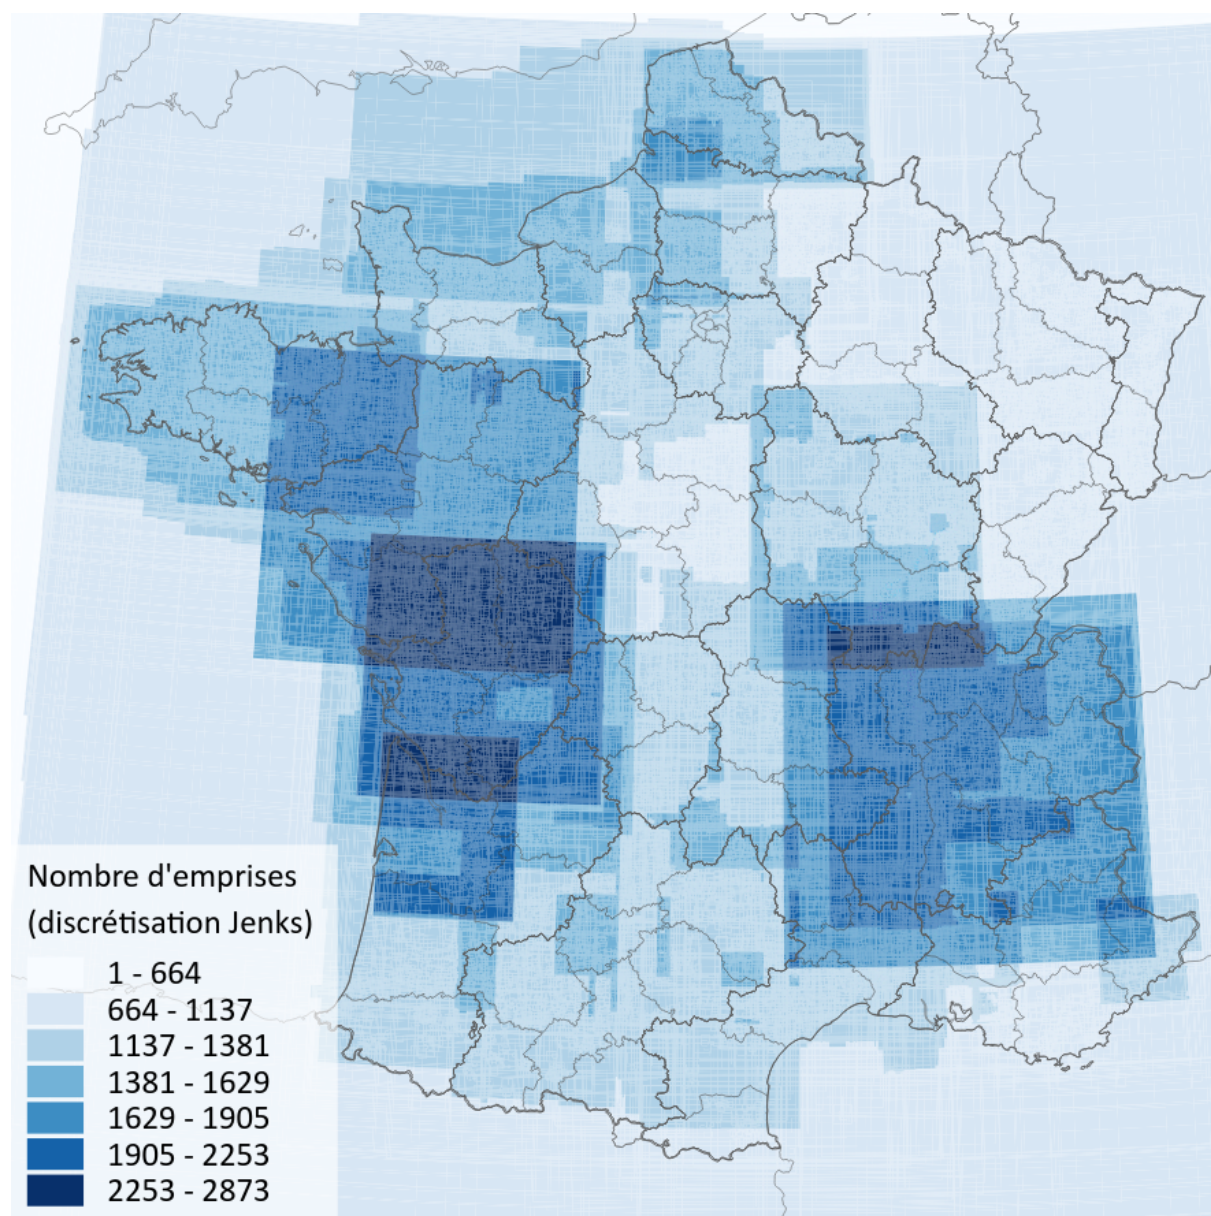 Nombre d'emprises
(discrétisation Jenks)
1 - 664
664 - 1137
1137 - 1381
1381 - 1629
1629 - 1905
1905 - 2253
2253 - 2873